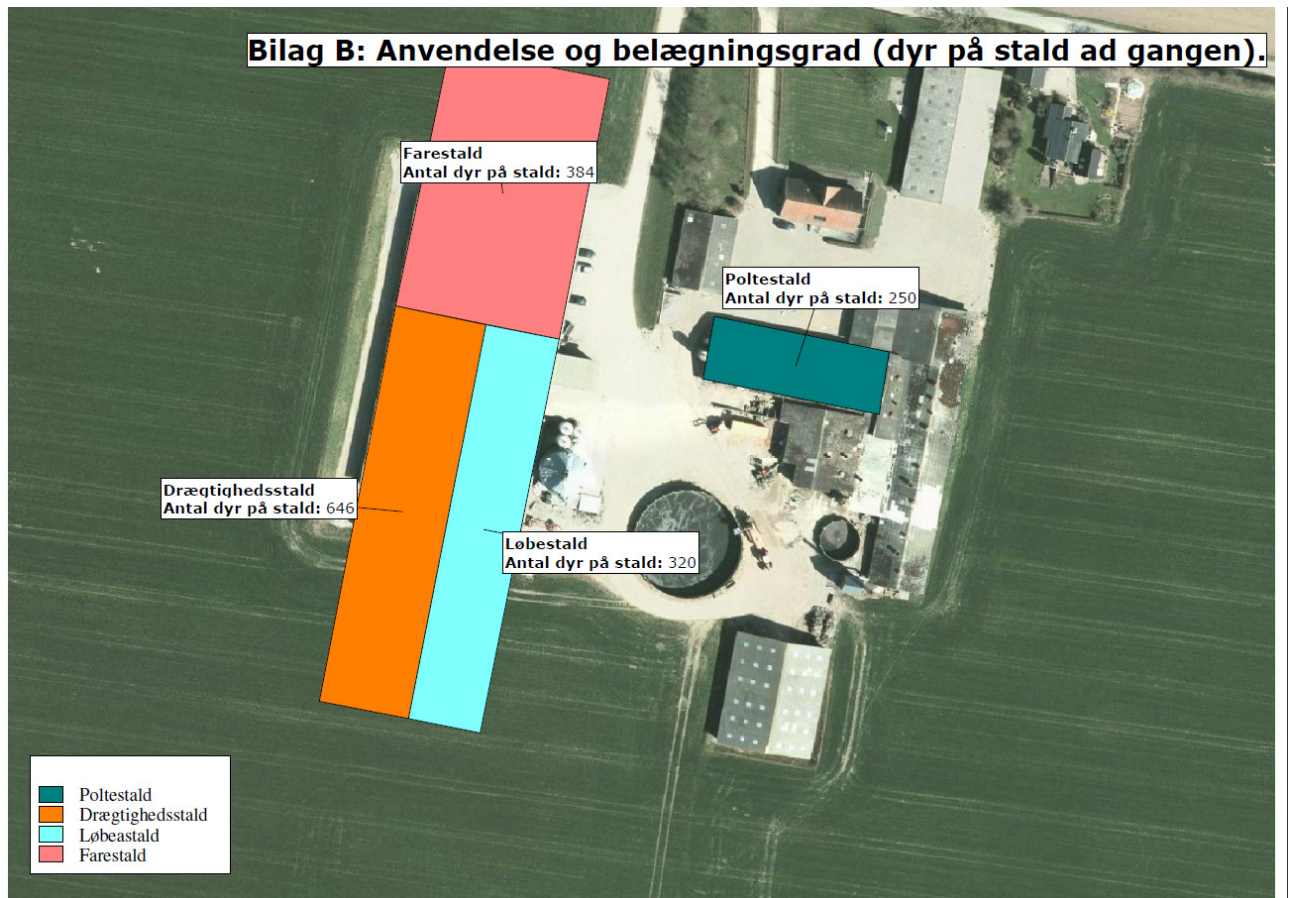 Bilag B: Anvendelse og belægningsgrad (dyr på stald ad gangen).
Farestald
Antal dyr på stald: 384
Poltestald
Antal dyr på stald: 250
Drægtighedsstald
Antal dyr på stald: 646
Løbestald
Antal dyr på stald: 320
Poltestald
Drægtighedsstald
Løbeastald
Farestald